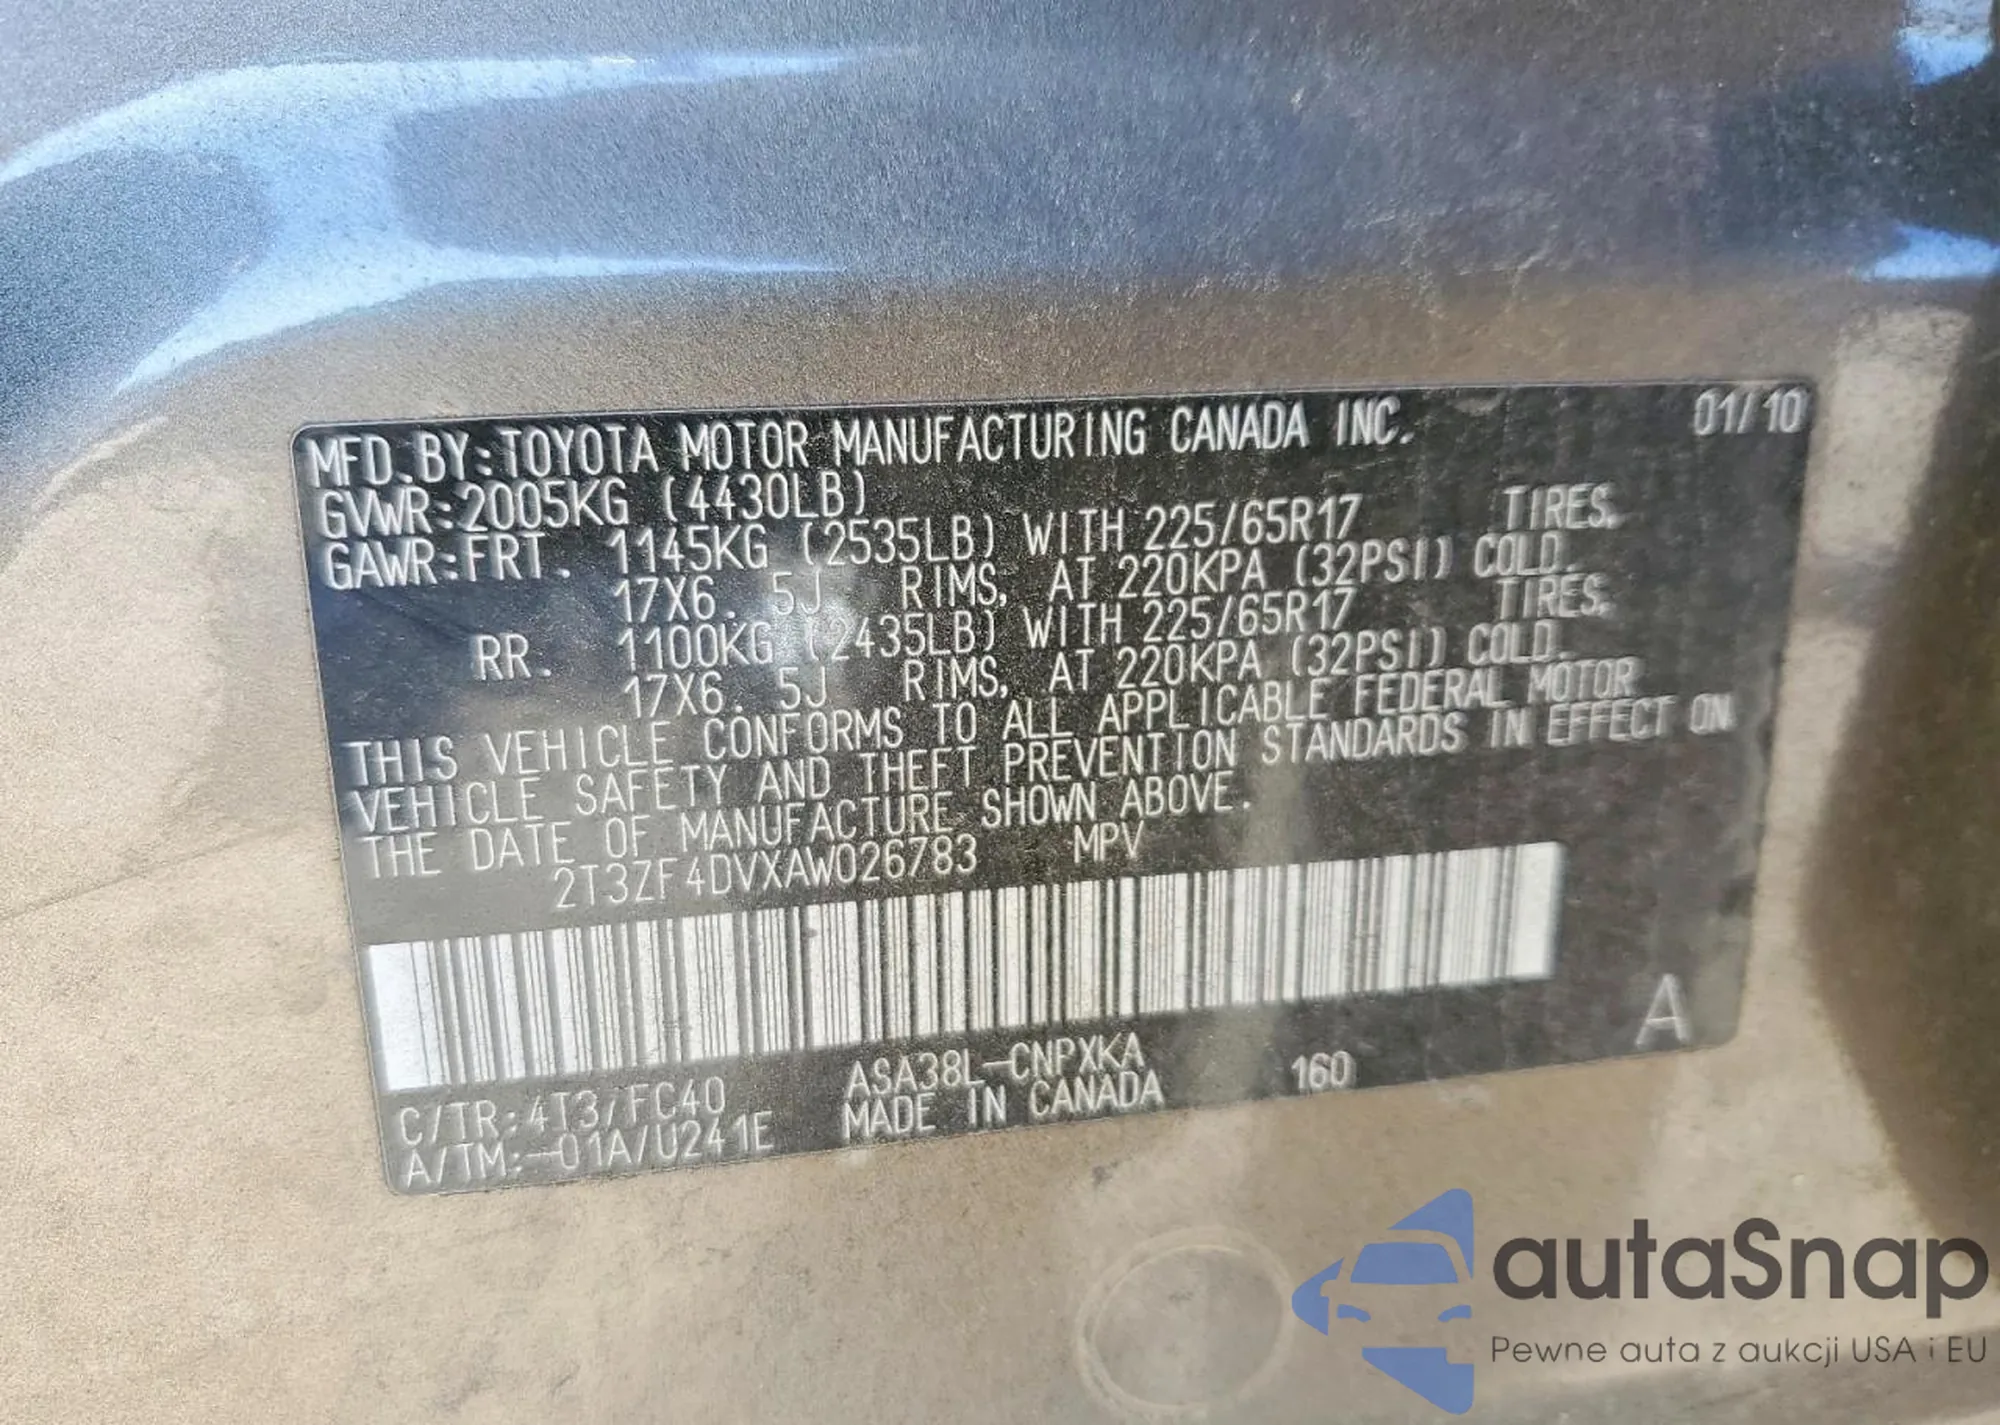 MFD.BY:TOYOTA MOTOR MANUFACTURING CANADA INC. 01/10
GVWR:2005KG (4430LB)
GAWR:FRT. 1145KG (2535LB) WITH 225/65R17 TIRES,
17X6. 5J RIMS, AT 220KPA (32PSI) COLD.
RR. 1100KG (2435LB) WITH 225/65R17 TIRES,
17X6. 5J RIMS, AT 220KPA (32PSI) COLD.
THIS VEHICLE CONFORMS TO ALL APPLICABLE FEDERAL MOTOR
VEHICLE SAFETY AND THEFT PREVENTION STANDARDS IN EFFECT ON
THE DATE OF MANUFACTURE SHOWN ABOVE.
2T3ZF4DVXAW026783 MPV
A
C/TR:4T3/FC40 ASA38L-CNPXKA 160
A/TM:-01A/U241E MADE IN CANADA
autaSnap
Pewne auta z aukcji USA i EU